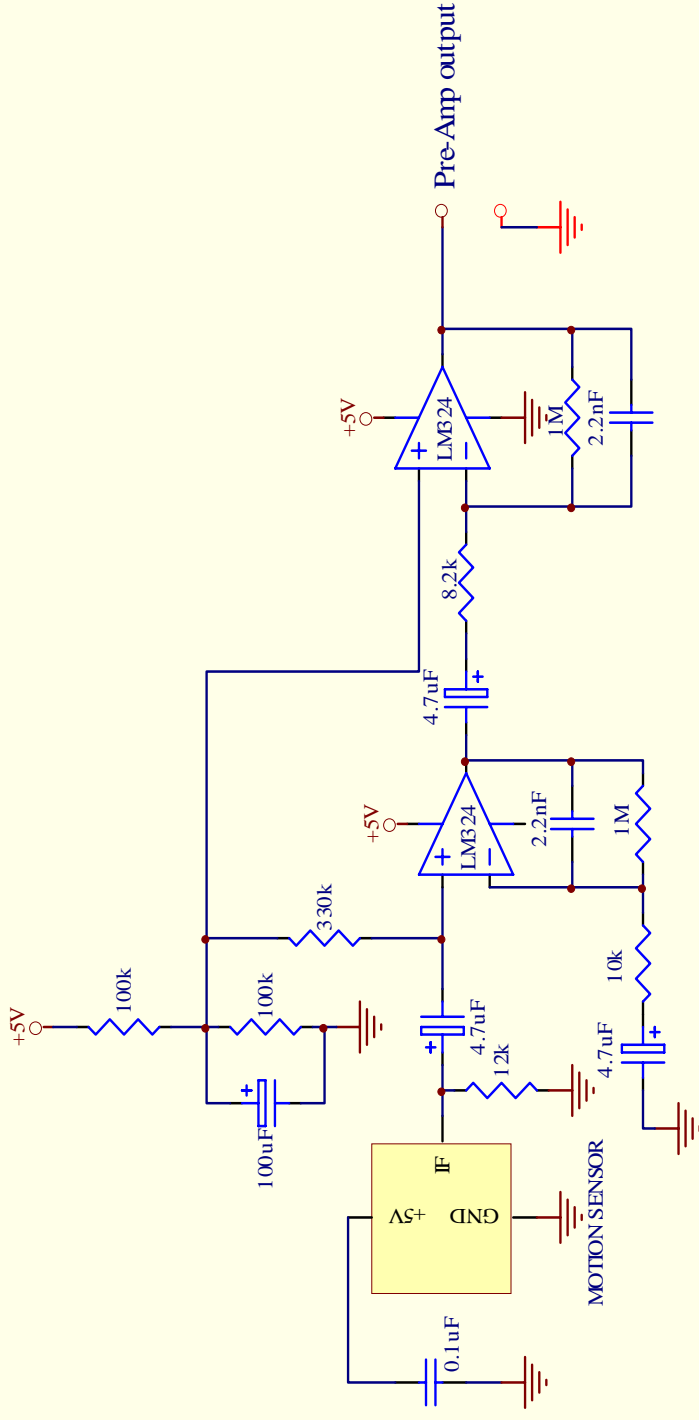 +5V
100k
100k
100uF
330k
+5V
+
LM324
−
+5V
+
LM324
−
Pre-Amp output
4.7uF
+
8.2k
1M
2.2nF
2.2nF
1M
+
4.7uF
12k
10k
4.7uF
+
+
+5V
IF
GND
MOTION SENSOR
0.1uF